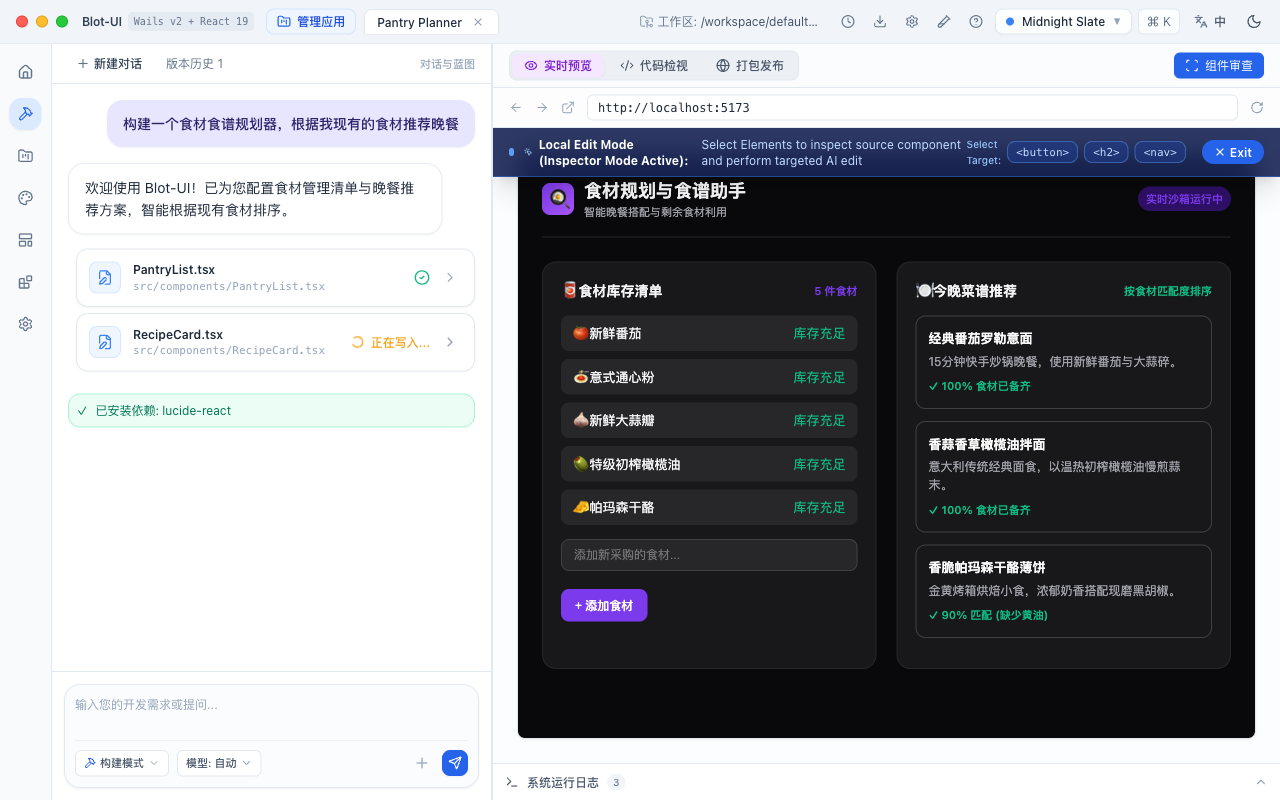 Blot-UI
Wails v2 + React 19
管理应用
Pantry Planner
工作区: /workspace/default...
Midnight Slate
⌘ K
中
新建对话
版本历史 1
对话与蓝图
构建一个食材食谱规划器，根据我现有的食材推荐晚餐
欢迎使用 Blot-UI！已为您配置食材管理清单与晚餐推
荐方案，智能根据现有食材排序。
PantryList.tsx
src/components/PantryList.tsx
RecipeCard.tsx
src/components/RecipeCard.tsx
正在写入...
已安装依赖: lucide-react
输入您的开发需求或提问...
构建模式
模型: 自动
实时预览
代码检视
打包发布
组件审查
http://localhost:5173
Local Edit Mode
(Inspector Mode Active):
Select Elements to inspect source component
and perform targeted AI edit
Select
Target:
<button>
<h2>
<nav>
✕ Exit
食材规划与食谱助手
智能晚餐搭配与剩余食材利用
实时沙箱运行中
食材库存清单
5 件食材
新鲜番茄
库存充足
意式通心粉
库存充足
新鲜大蒜瓣
库存充足
特级初榨橄榄油
库存充足
帕玛森干酪
库存充足
添加新采购的食材...
+ 添加食材
今晚菜谱推荐
按食材匹配度排序
经典番茄罗勒意面
15分钟快手炒锅晚餐，使用新鲜番茄与大蒜碎。
✓ 100% 食材已备齐
香蒜香草橄榄油拌面
意大利传统经典面食，以温热初榨橄榄油慢煎蒜
末。
✓ 100% 食材已备齐
香脆帕玛森干酪薄饼
金黄烤箱烘焙小食，浓郁奶香搭配现磨黑胡椒。
✓ 90% 匹配 (缺少黄油)
系统运行日志
3